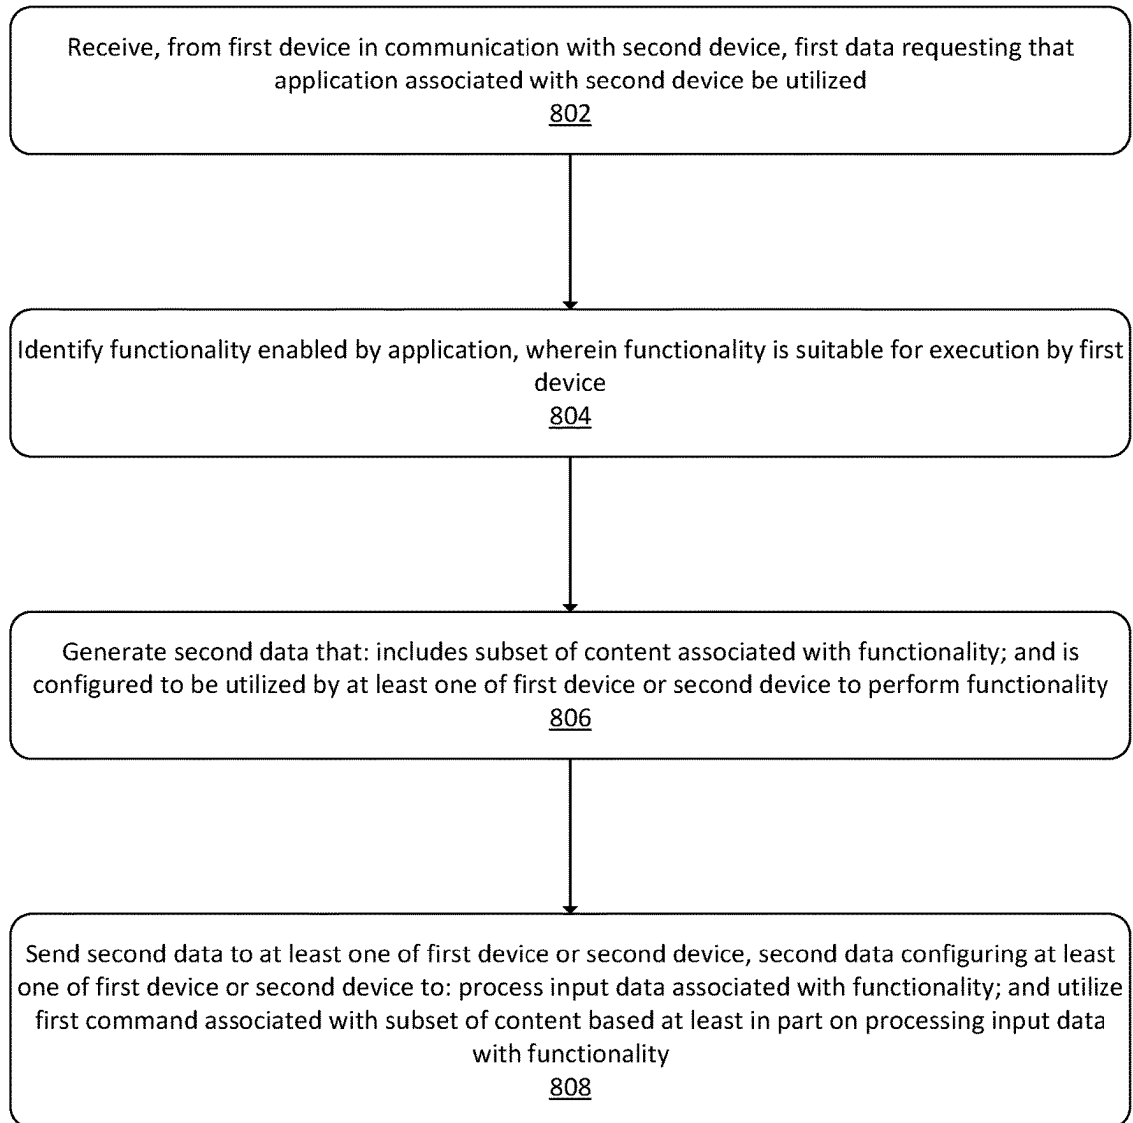 Receive, from first device in communication with second device, first data requesting that
application associated with second device be utilized
802
Identify functionality enabled by application, wherein functionality is suitable for execution by first
device
804
Generate second data that: includes subset of content associated with functionality; and is
configured to be utilized by at least one of first device or second device to perform functionality
806
Send second data to at least one of first device or second device, second data configuring at least
one of first device or second device to: process input data associated with functionality; and utilize
first command associated with subset of content based at least in part on processing input data
with functionality
808